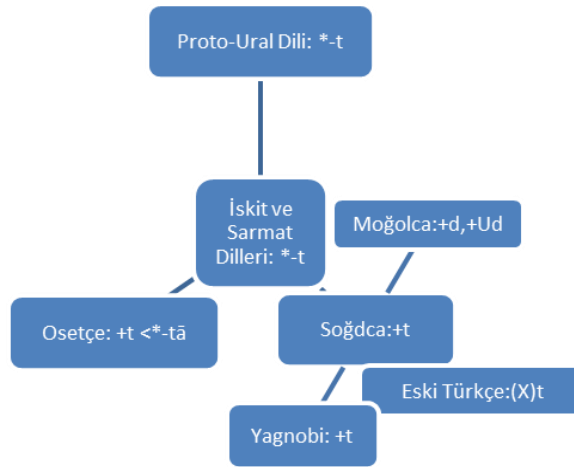 Proto-Ural Dili: *-t
İskit ve
Sarmat
Dilleri: *-t
Moğolca:+d,+Ud
Osetçe: +t <*-tā
Soğdca:+t
Eski Türkçe:(X)t
Yagnobi: +t